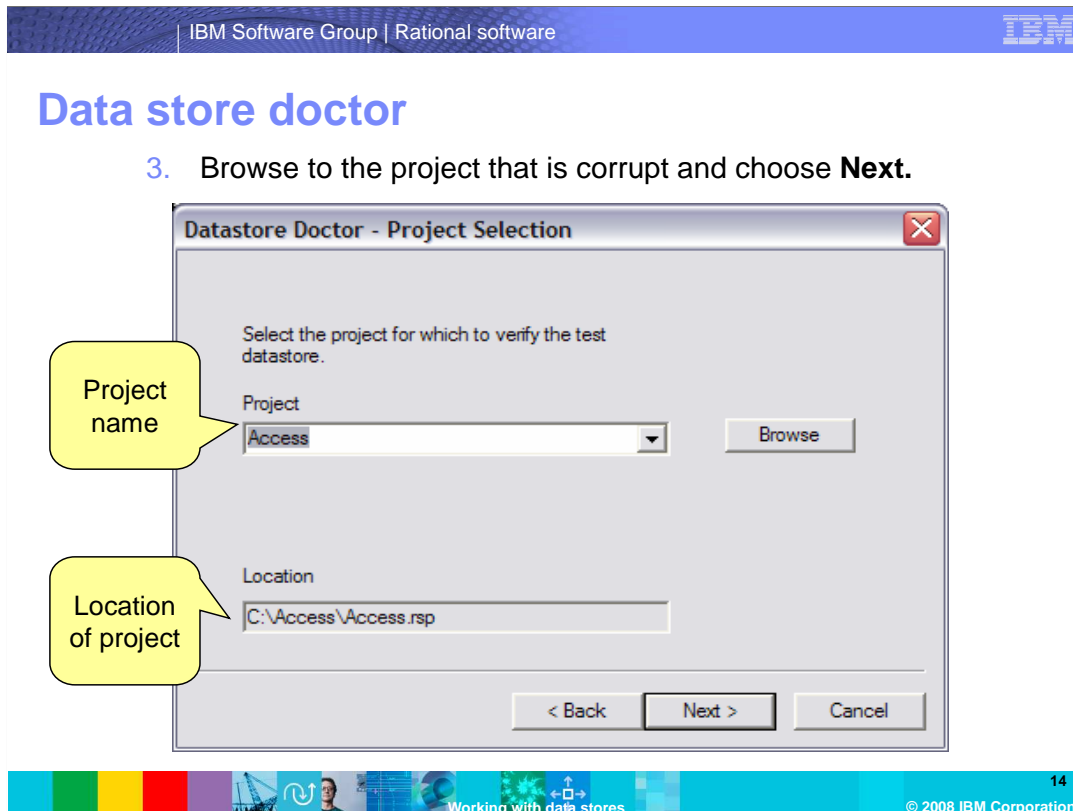 IBM Software Group | Rational software
IBM
Data store doctor
3. Browse to the project that is corrupt and choose Next.
Datastore Doctor - Project Selection
Select the project for which to verify the test
datastore.
Project
name
Project
Access
Browse
Location
of project
Location
C:\Access\Access.rsp
< Back
Next >
Cancel
Working with data stores
14
© 2008 IBM Corporation